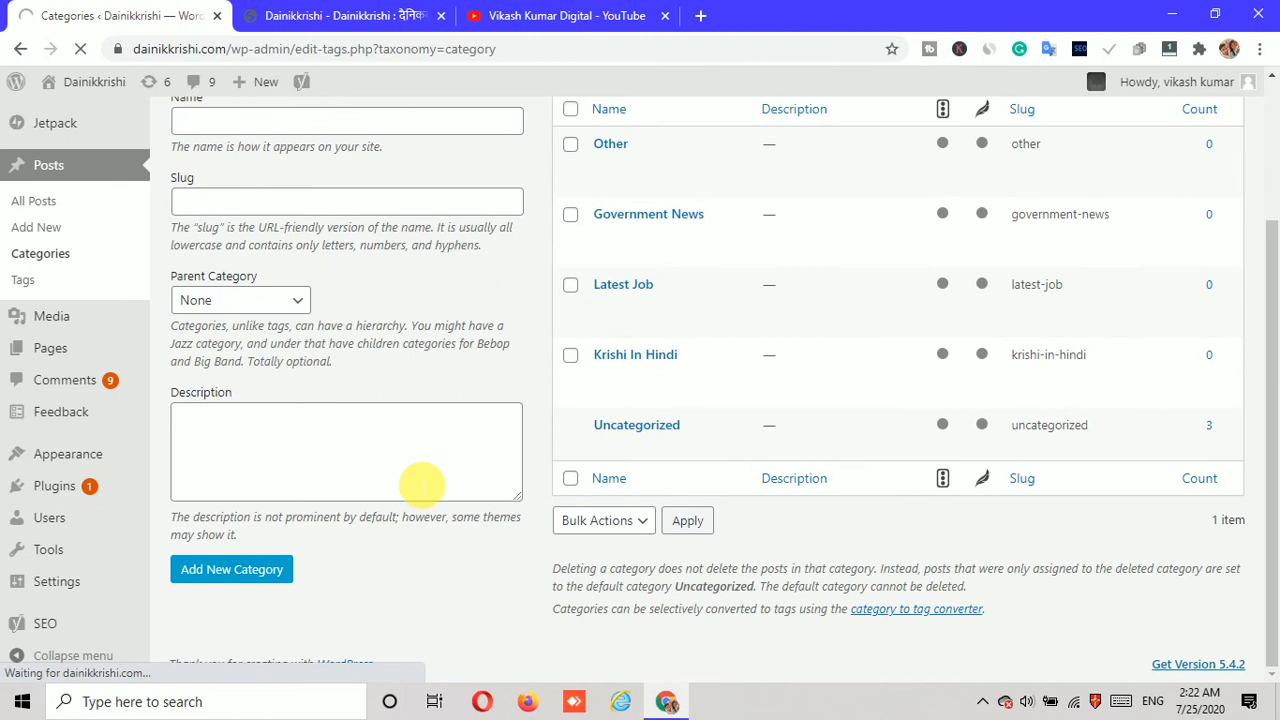 Categories ‹ Dainikkrishi — Word
Dainikkrishi - Dainikkrishi : दैनिक
Vikash Kumar Digital - YouTube
dainikkrishi.com/wp-admin/edit-tags.php?taxonomy=category
Dainikkrishi
6
9
New
Howdy, vikash kumar
Jetpack
Posts
All Posts
Add New
Categories
Tags
Media
Pages
Comments 9
Feedback
Appearance
Plugins 1
Users
Tools
Settings
SEO
Collapse menu
Name
The name is how it appears on your site.
Slug
The “slug” is the URL-friendly version of the name. It is usually all
lowercase and contains only letters, numbers, and hyphens.
Parent Category
None
Categories, unlike tags, can have a hierarchy. You might have a
Jazz category, and under that have children categories for Bebop
and Big Band. Totally optional.
Description
The description is not prominent by default; however, some themes
may show it.
Add New Category
Thank you for creating with WordPress
Name Description Slug Count
Other — other 0
Government News — government-news 0
Latest Job — latest-job 0
Krishi In Hindi — krishi-in-hindi 0
Uncategorized — uncategorized 3
Name Description Slug Count
Bulk Actions Apply 1 item
Deleting a category does not delete the posts in that category. Instead, posts that were only assigned to the deleted category are set
to the default category Uncategorized. The default category cannot be deleted.
Categories can be selectively converted to tags using the category to tag converter.
Get Version 5.4.2
Waiting for dainikkrishi.com...
Type here to search
ENG
2:22 AM
7/25/2020